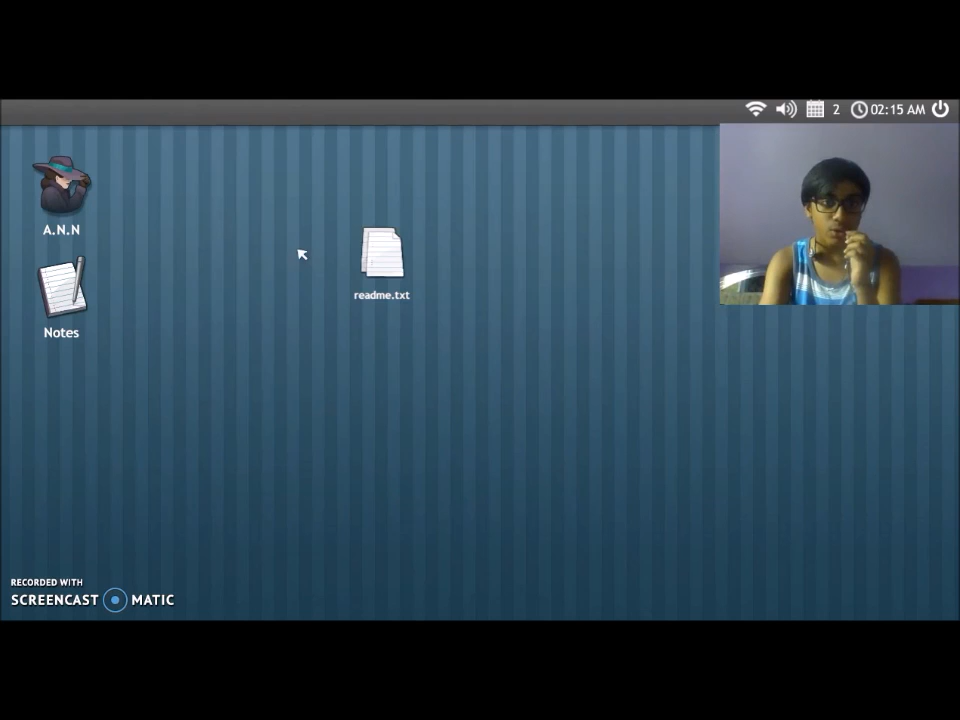 2
02:15 AM
A.N.N
readme.txt
Notes
RECORDED WITH
SCREENCAST MATIC